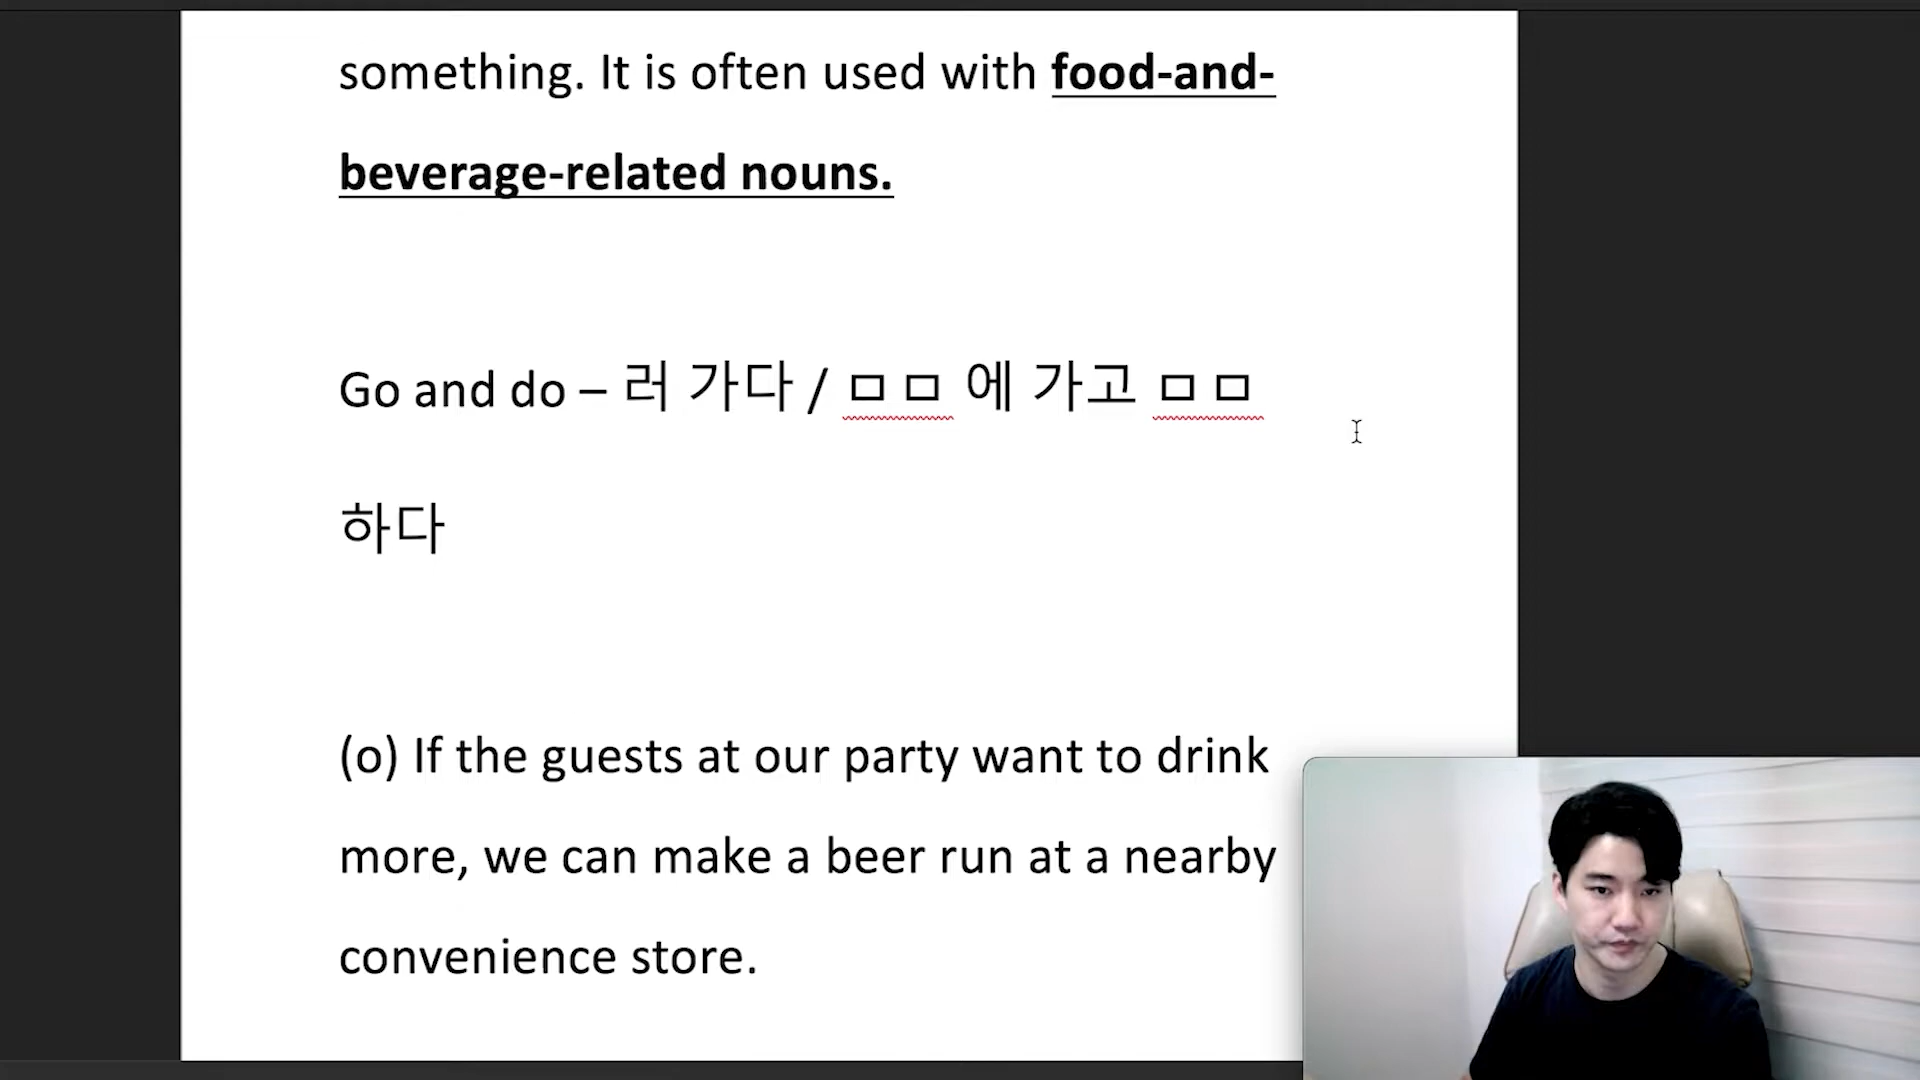 something. It is often used with food-and-
beverage-related nouns.
Go and do – 러 가다 / ㅁㅁ 에 가고 ㅁㅁ
하다
(o) If the guests at our party want to drink
more, we can make a beer run at a nearby
convenience store.